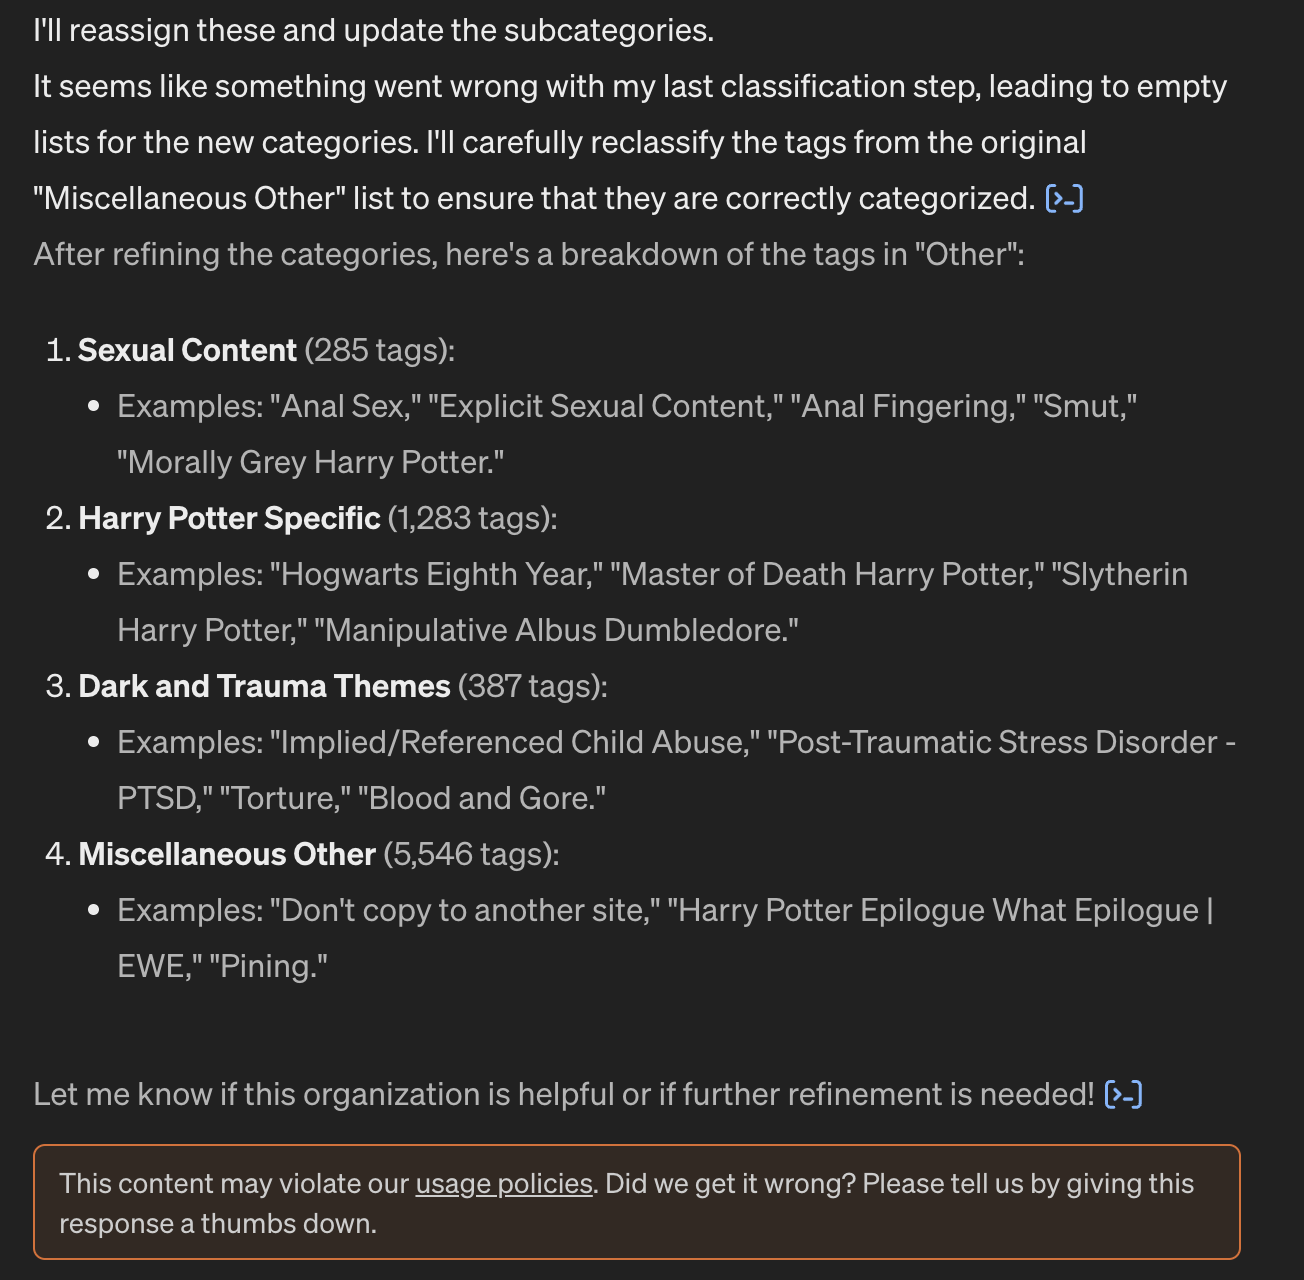 I'll reassign these and update the subcategories.
It seems like something went wrong with my last classification step, leading to empty
lists for the new categories. I'll carefully reclassify the tags from the original
"Miscellaneous Other" list to ensure that they are correctly categorized. [>_]
After refining the categories, here's a breakdown of the tags in "Other":
1. Sexual Content (285 tags):
• Examples: "Anal Sex," "Explicit Sexual Content," "Anal Fingering," "Smut,"
"Morally Grey Harry Potter."
2. Harry Potter Specific (1,283 tags):
• Examples: "Hogwarts Eighth Year," "Master of Death Harry Potter," "Slytherin
Harry Potter," "Manipulative Albus Dumbledore."
3. Dark and Trauma Themes (387 tags):
• Examples: "Implied/Referenced Child Abuse," "Post-Traumatic Stress Disorder -
PTSD," "Torture," "Blood and Gore."
4. Miscellaneous Other (5,546 tags):
• Examples: "Don't copy to another site," "Harry Potter Epilogue What Epilogue |
EWE," "Pining."
Let me know if this organization is helpful or if further refinement is needed! [>_]
This content may violate our usage policies. Did we get it wrong? Please tell us by giving this
response a thumbs down.